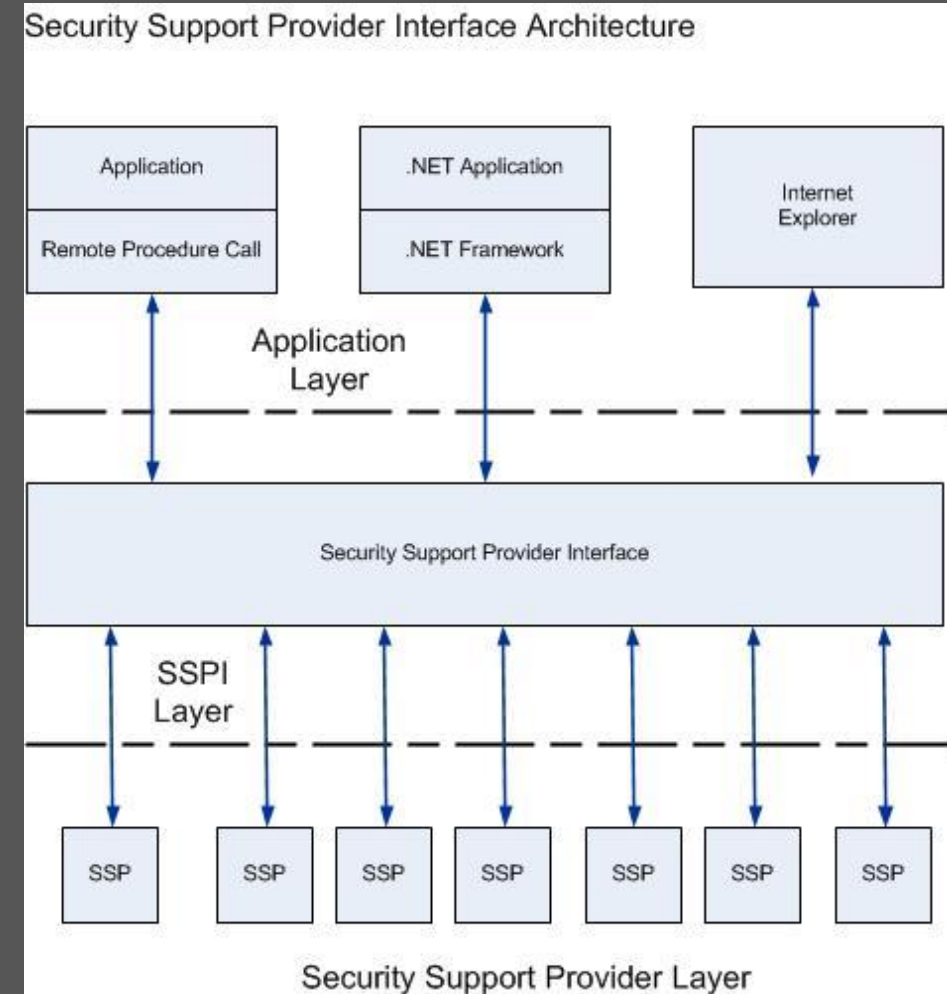 Security Support Provider Interface Architecture
Application
Remote Procedure Call
.NET Application
.NET Framework
Internet
Explorer
Application
Layer
Security Support Provider Interface
SSPI
Layer
SSP
SSP
SSP
SSP
SSP
SSP
SSP
Security Support Provider Layer